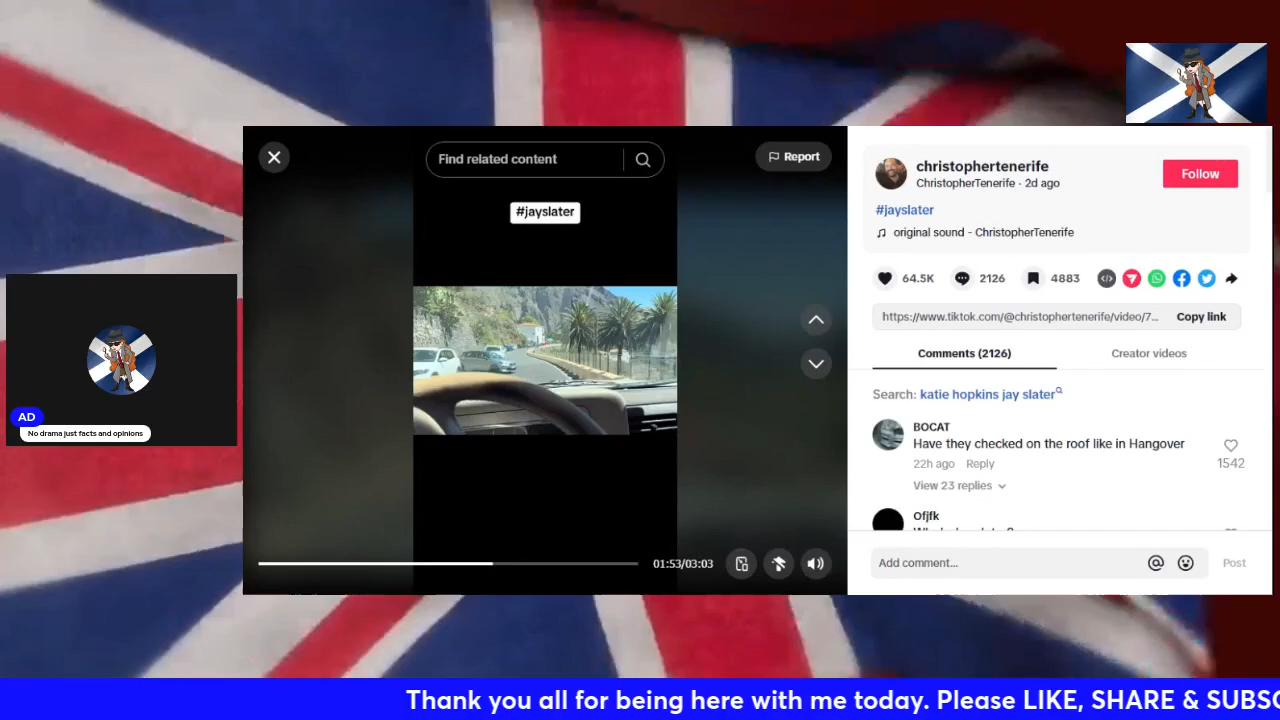 Find related content
Report
#jayslater
christophertenerife
ChristopherTenerife · 2d ago
Follow
#jayslater
original sound - ChristopherTenerife
64.5K
2126
4883
https://www.tiktok.com/@christophertenerife/video/7...
Copy link
Comments (2126)
Creator videos
Search: katie hopkins jay slater
BOCAT
Have they checked on the roof like in Hangover
22h ago Reply
1542
View 23 replies
Ofjfk
AD
No drama just facts and opinions
01:53/03:03
Add comment...
Post
Thank you all for being here with me today. Please LIKE, SHARE & SUBSC